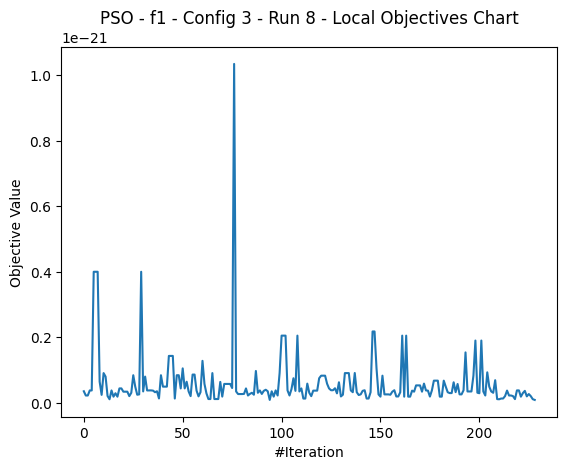 PSO - f1 - Config 3 - Run 8 - Local Objectives Chart
1e−21
1.0
0.8
0.6
0.4
0.2
0.0
Objective Value
0
50
100
150
200
#Iteration